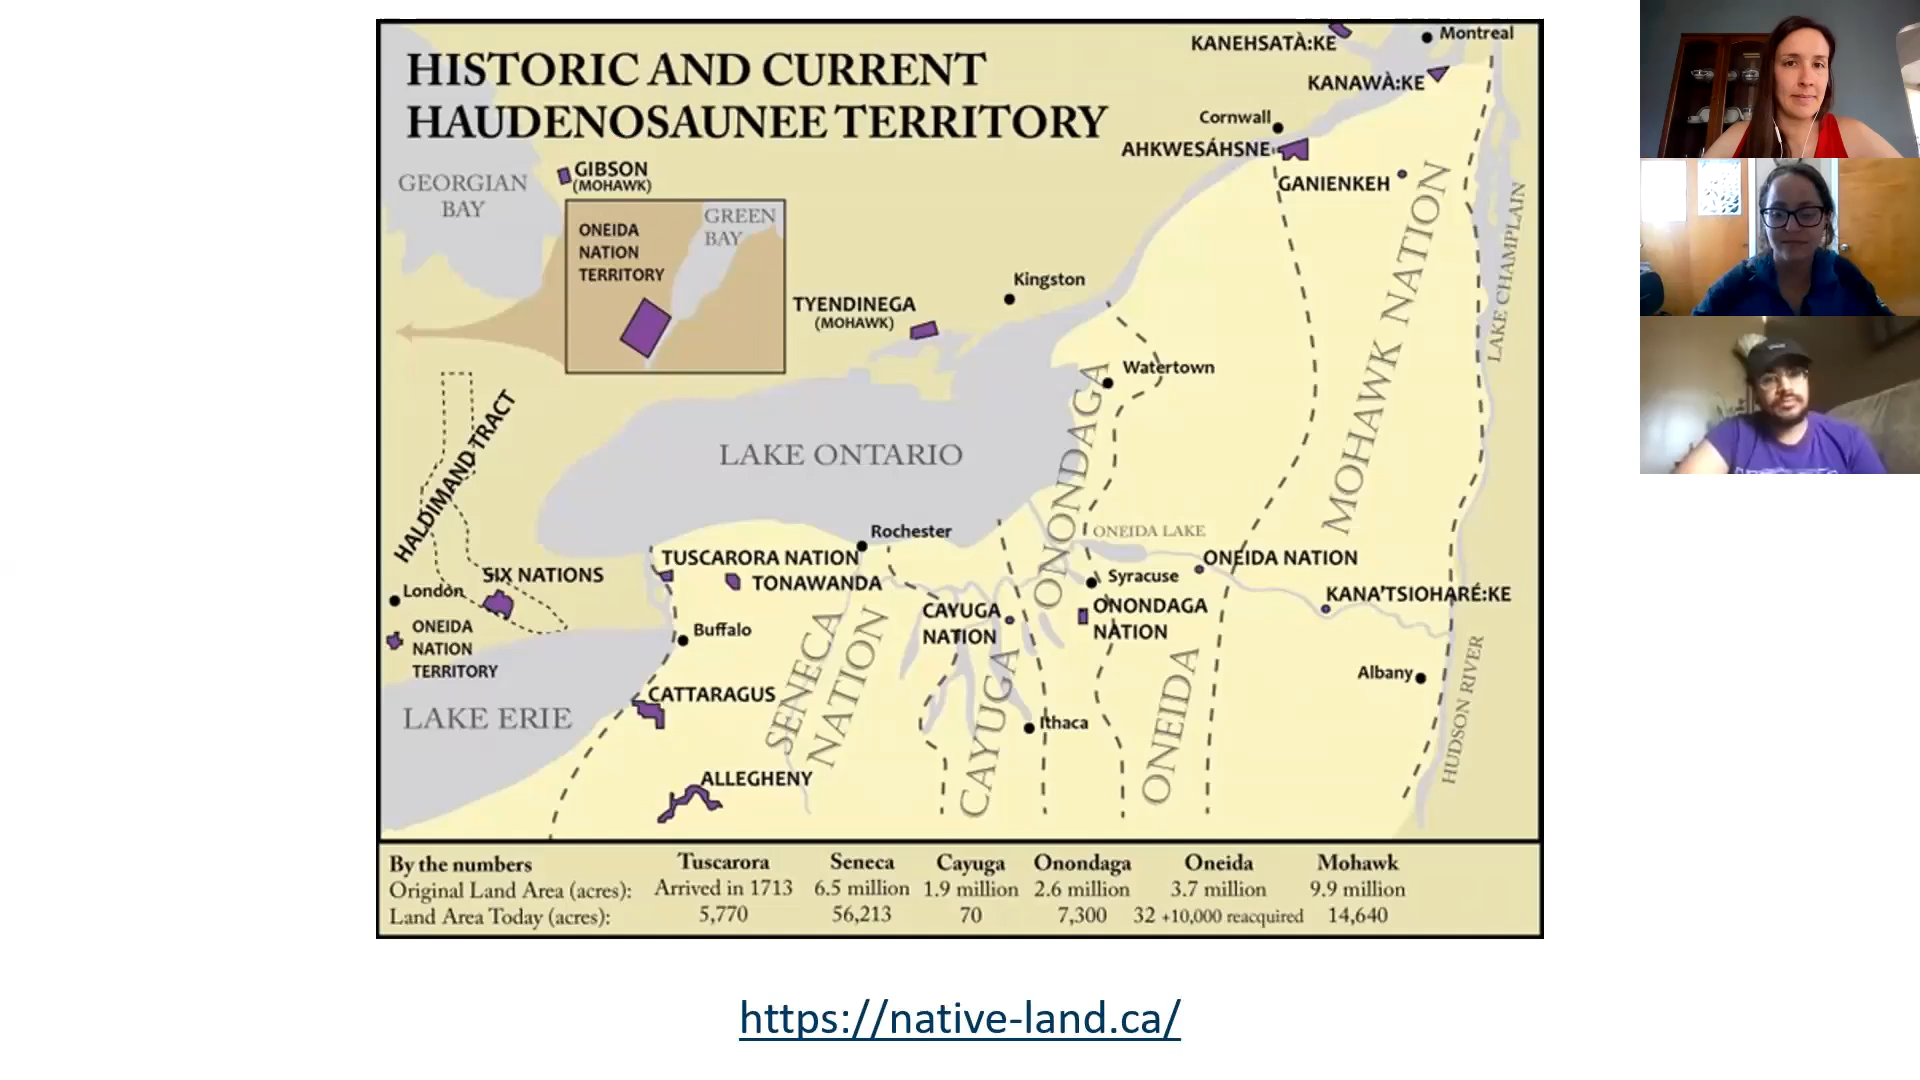 HISTORIC AND CURRENT
HAUDENOSAUNEE TERRITORY
KANEHSATÀ:KE
Montreal
KANAWÀ:KE
Cornwall
AHKWESÁHSNE
GANIENKEH
GEORGIAN
BAY
GIBSON
(MOHAWK)
ONEIDA
NATION
TERRITORY
GREEN
BAY
TYENDINEGA
(MOHAWK)
Kingston
Watertown
MOHAWK NATION
LAKE CHAMPLAIN
HALDIMAND TRACT
LAKE ONTARIO
ONONDAGA
Rochester
ONEIDA LAKE
TUSCARORA NATION
TONAWANDA
ONEIDA NATION
Syracuse
SIX NATIONS
London
KANA'TSIOHARÉ:KE
CAYUGA
NATION
ONONDAGA
NATION
ONEIDA
NATION
TERRITORY
Buffalo
SENECA
NATION
CAYUGA
ONEIDA
Albany
HUDSON RIVER
CATTARAGUS
LAKE ERIE
Ithaca
ALLEGHENY
By the numbers Tuscarora Seneca Cayuga Onondaga Oneida Mohawk
Original Land Area (acres): Arrived in 1713 6.5 million 1.9 million 2.6 million 3.7 million 9.9 million
Land Area Today (acres): 5,770 56,213 70 7,300 32 +10,000 reacquired 14,640
https://native-land.ca/